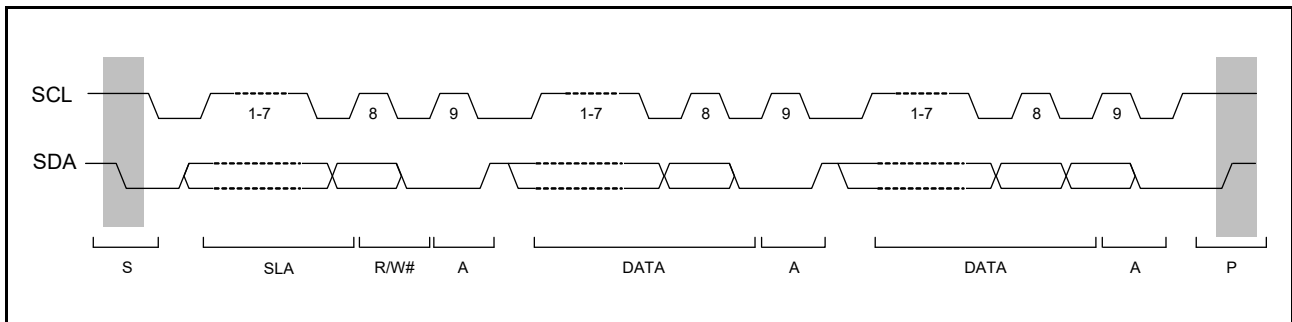 SCL 1-7 8 9 1-7 8 9 1-7 8 9
SDA
S SLA R/W# A DATA A DATA A P